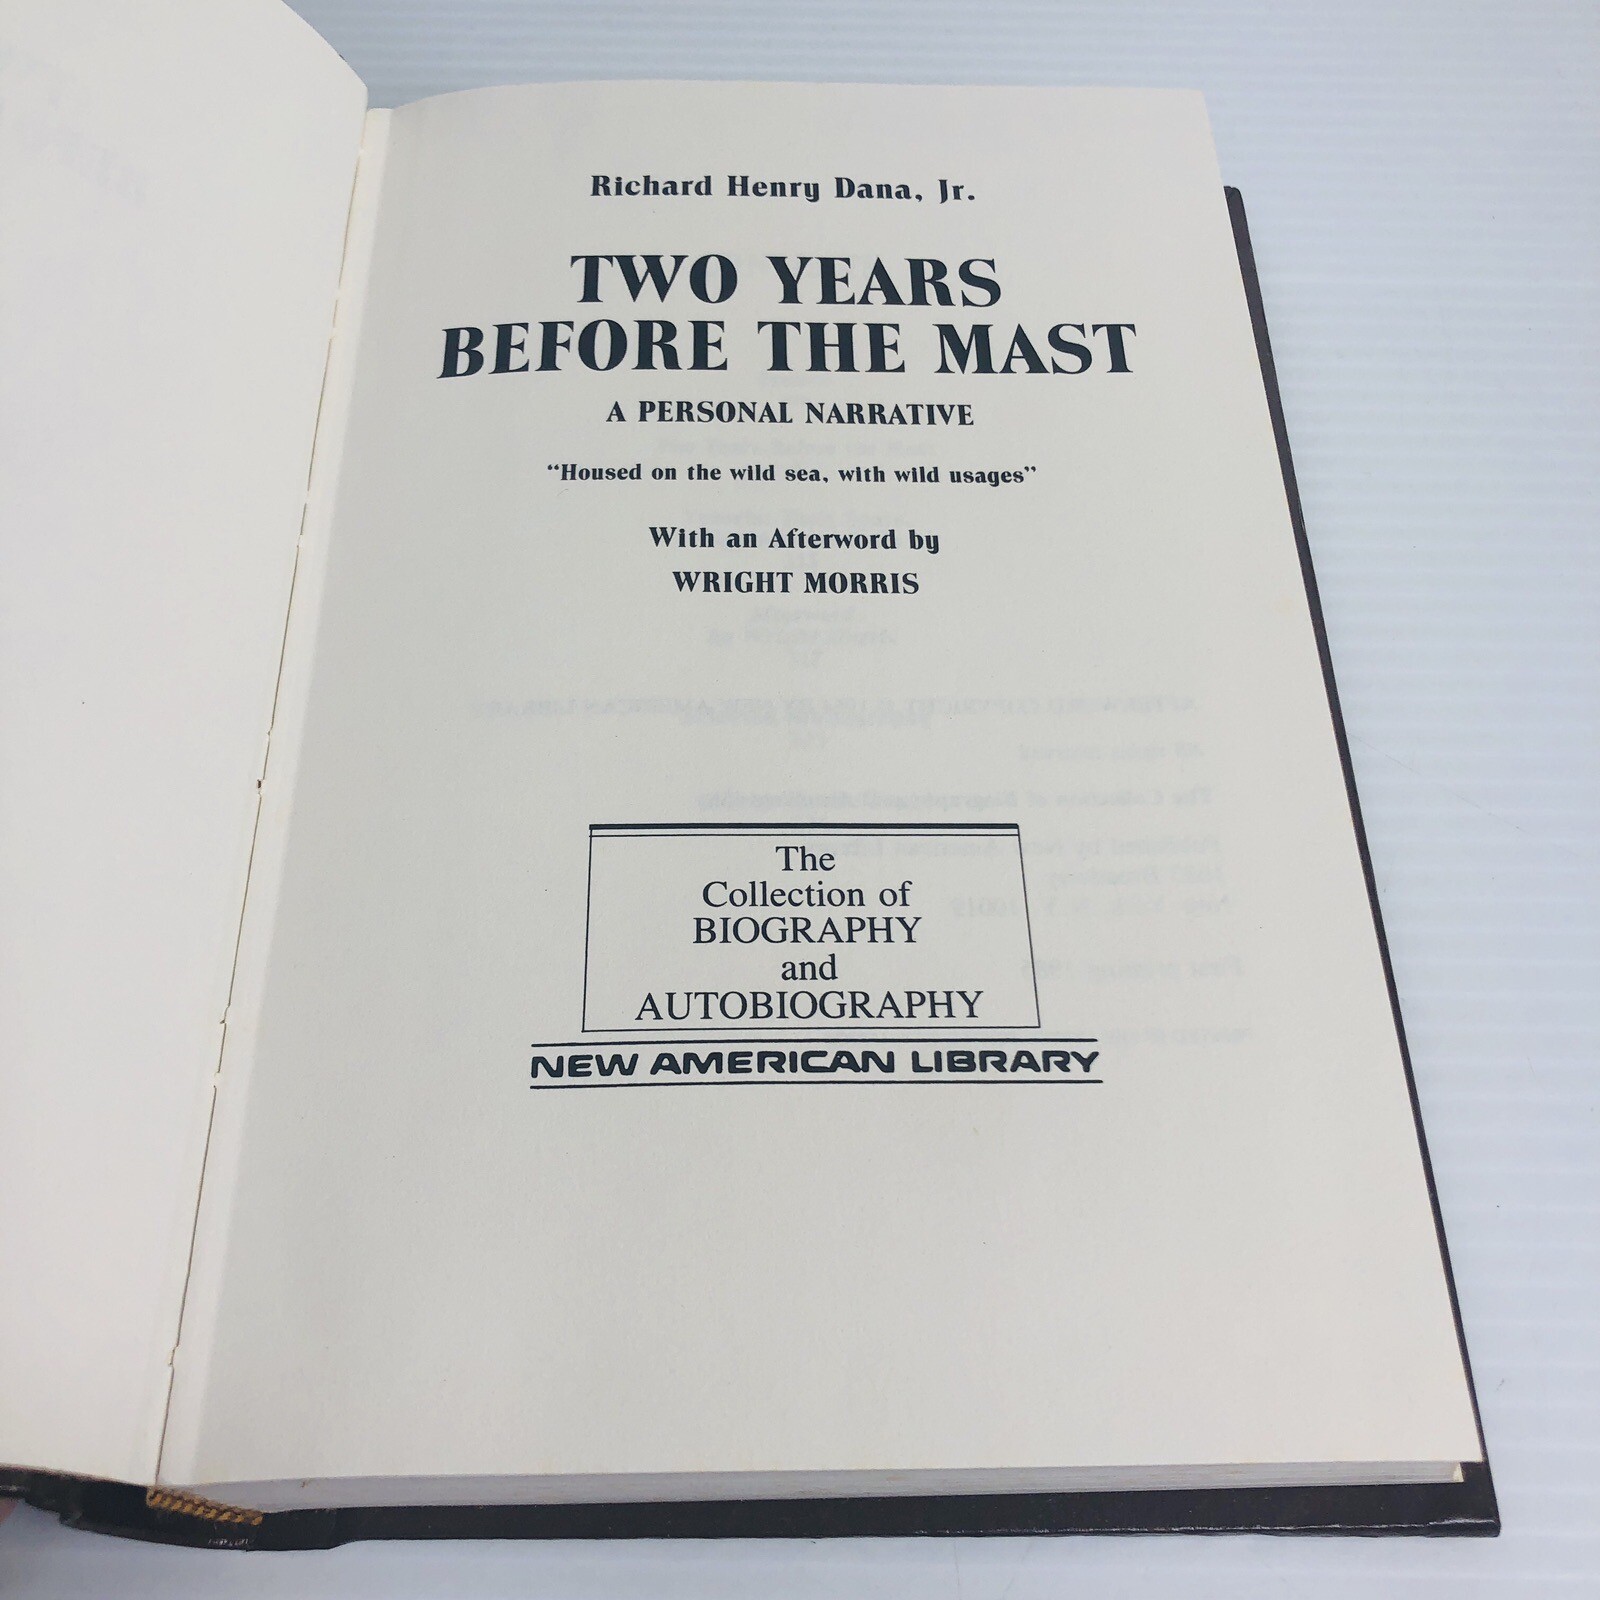 Richard Henry Dana, Jr.
TWO YEARS
BEFORE THE MAST
A PERSONAL NARRATIVE
“Housed on the wild sea, with wild usages”
With an Afterword by
WRIGHT MORRIS
The
Collection of
BIOGRAPHY
and
AUTOBIOGRAPHY
NEW AMERICAN LIBRARY